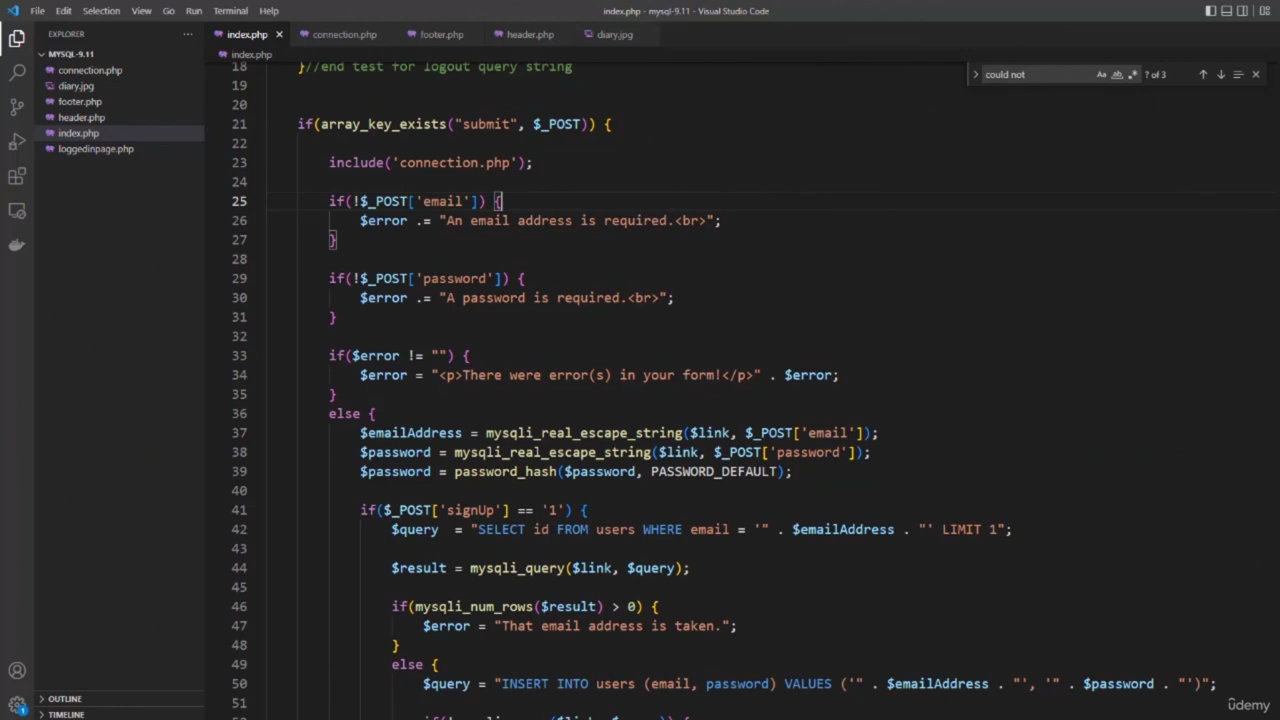 File Edit Selection View Go Run Terminal Help
index.php - mysql-9.11 - Visual Studio Code
EXPLORER
MYSQL-9.11
connection.php
diary.jpg
footer.php
header.php
index.php
loggedinpage.php
OUTLINE
TIMELINE
1
index.php connection.php footer.php header.php diary.jpg
index.php
could not
Aa ab .* ? of 3
18 }//end test for logout query string
19
20
21 if(array_key_exists("submit", $_POST)) {
22
23 include('connection.php');
24
25 if(!$_POST['email']) {
26 $error .= "An email address is required.<br>";
27 }
28
29 if(!$_POST['password']) {
30 $error .= "A password is required.<br>";
31 }
32
33 if($error != "") {
34 $error = "<p>There were error(s) in your form!</p>" . $error;
35 }
36 else {
37 $emailAddress = mysqli_real_escape_string($link, $_POST['email']);
38 $password = mysqli_real_escape_string($link, $_POST['password']);
39 $password = password_hash($password, PASSWORD_DEFAULT);
40
41 if($_POST['signUp'] == '1') {
42 $query  = "SELECT id FROM users WHERE email = '" . $emailAddress . "' LIMIT 1";
43
44 $result = mysqli_query($link, $query);
45
46 if(mysqli_num_rows($result) > 0) {
47 $error = "That email address is taken.";
48 }
49 else {
50 $query = "INSERT INTO users (email, password) VALUES ('" . $emailAddress . "', '" . $password . "')";
51
udemy